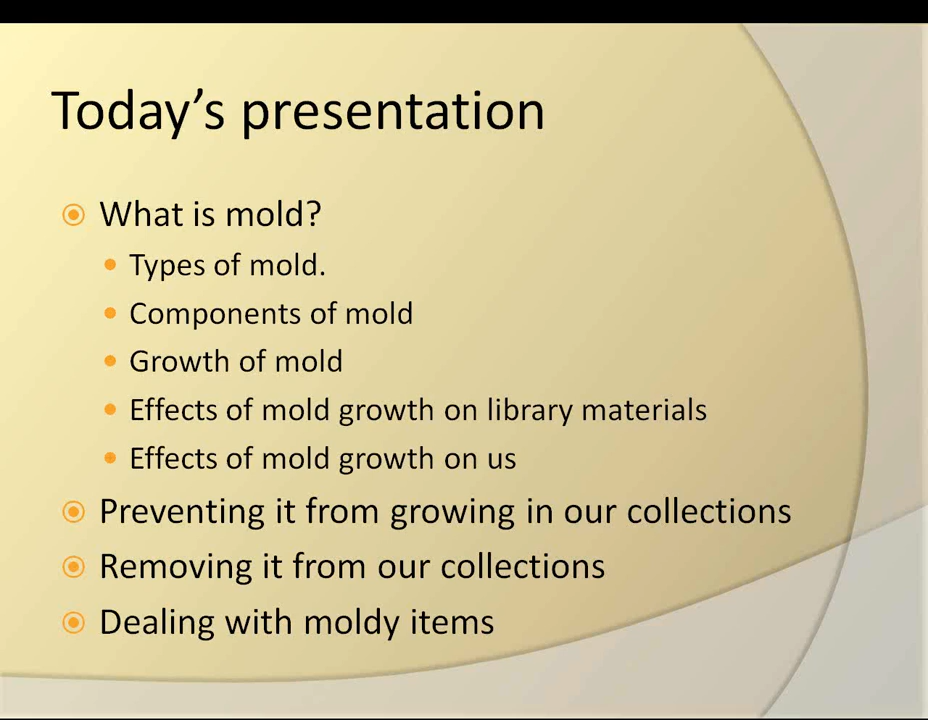 Today’s presentation
What is mold?
Types of mold.
Components of mold
Growth of mold
Effects of mold growth on library materials
Effects of mold growth on us
Preventing it from growing in our collections
Removing it from our collections
Dealing with moldy items